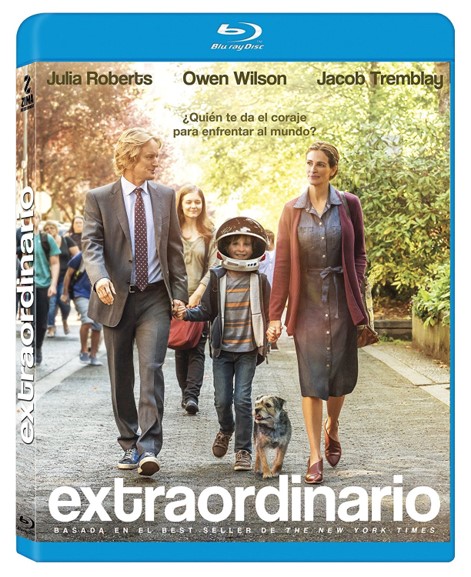 Blu-ray Disc
Julia Roberts Owen Wilson Jacob Tremblay
¿Quién te da el coraje
para enfrentar al mundo?
extraordinario
BASADA EN EL BEST SELLER DE THE NEW YORK TIMES.
ZIMA
extraordinario